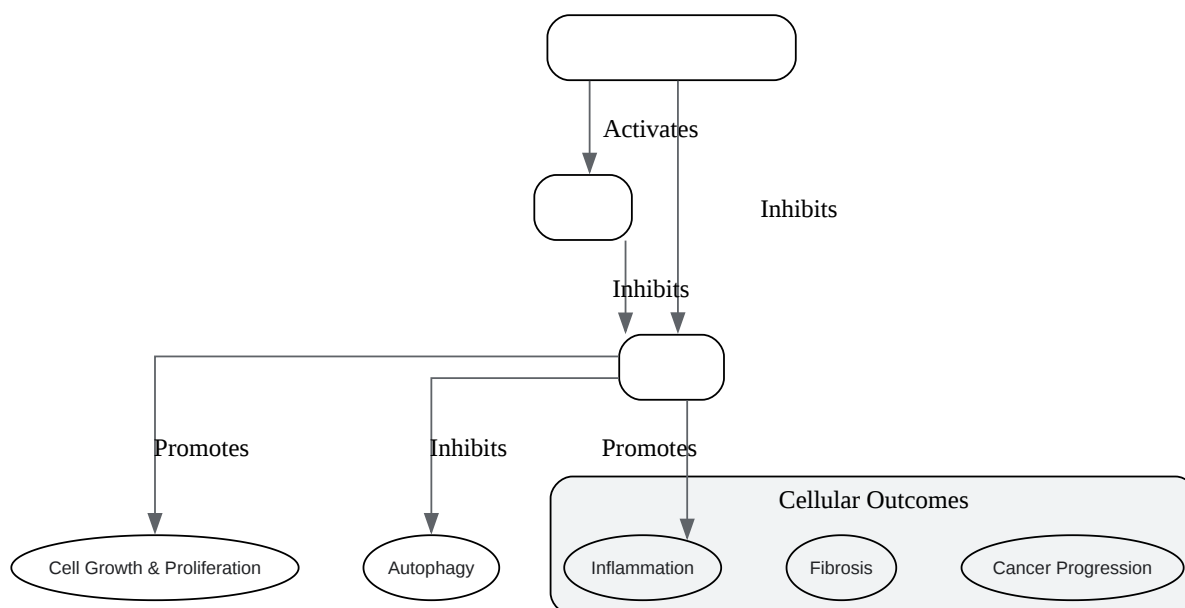 Activates
Inhibits
Inhibits
Promotes
Inhibits
Promotes
Cellular Outcomes
Cell Growth & Proliferation
Autophagy
Inflammation
Fibrosis
Cancer Progression